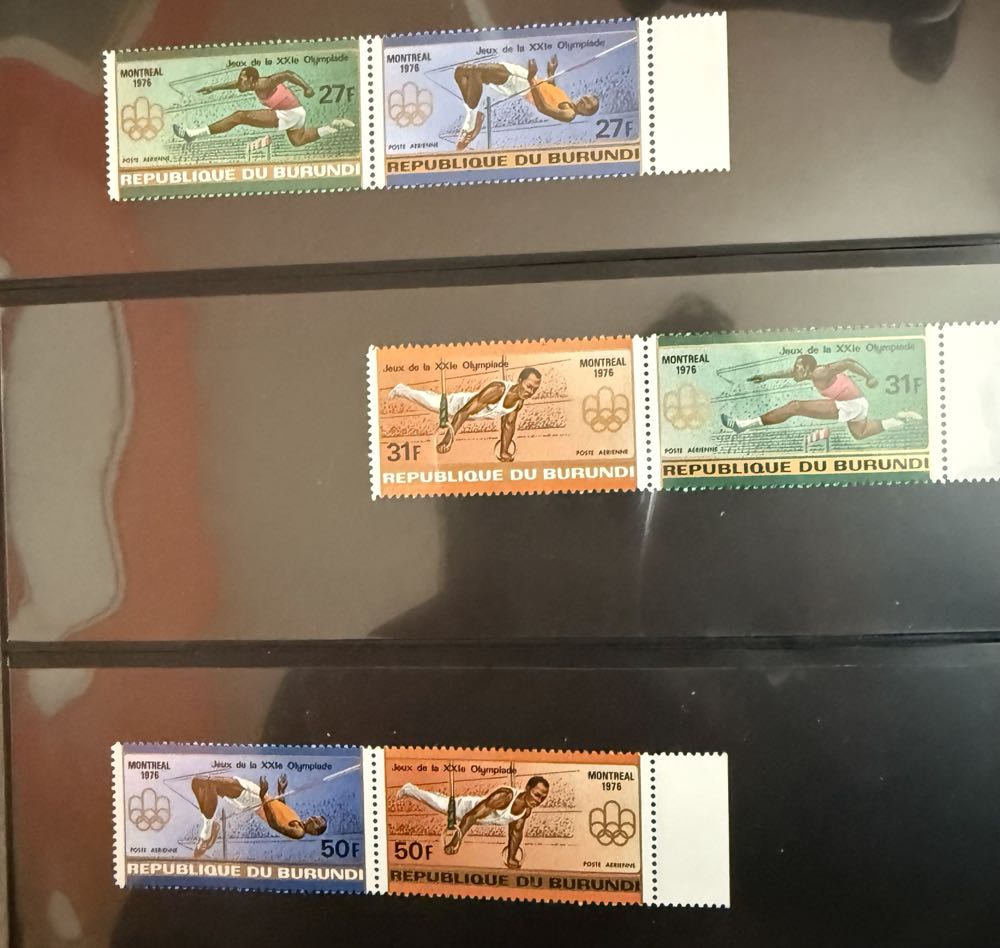 MONTREAL
1976
Jeux de la XXIe Olympiade
27F
POSTE AERIENNE
REPUBLIQUE DU BURUNDI
MONTREAL
1976
Jeux de la XXIe Olympiade
27F
REPUBLIQUE DU BURUNDI
Jeux de la XXIe Olympiade
MONTREAL
1976
31F
POSTE AERIENNE
REPUBLIQUE DU BURUNDI
MONTREAL
1976
Jeux de la XXIe Olympiade
31F
POSTE AERIENNE
REPUBLIQUE DU BURUNDI
MONTREAL
1976
Jeux de la XXIe Olympiade
50F
POSTE AERIENNE
REPUBLIQUE DU BURUNDI
Jeux de la XXIe Olympiade
MONTREAL
1976
50F
POSTE AERIENNE
REPUBLIQUE DU BURUNDI